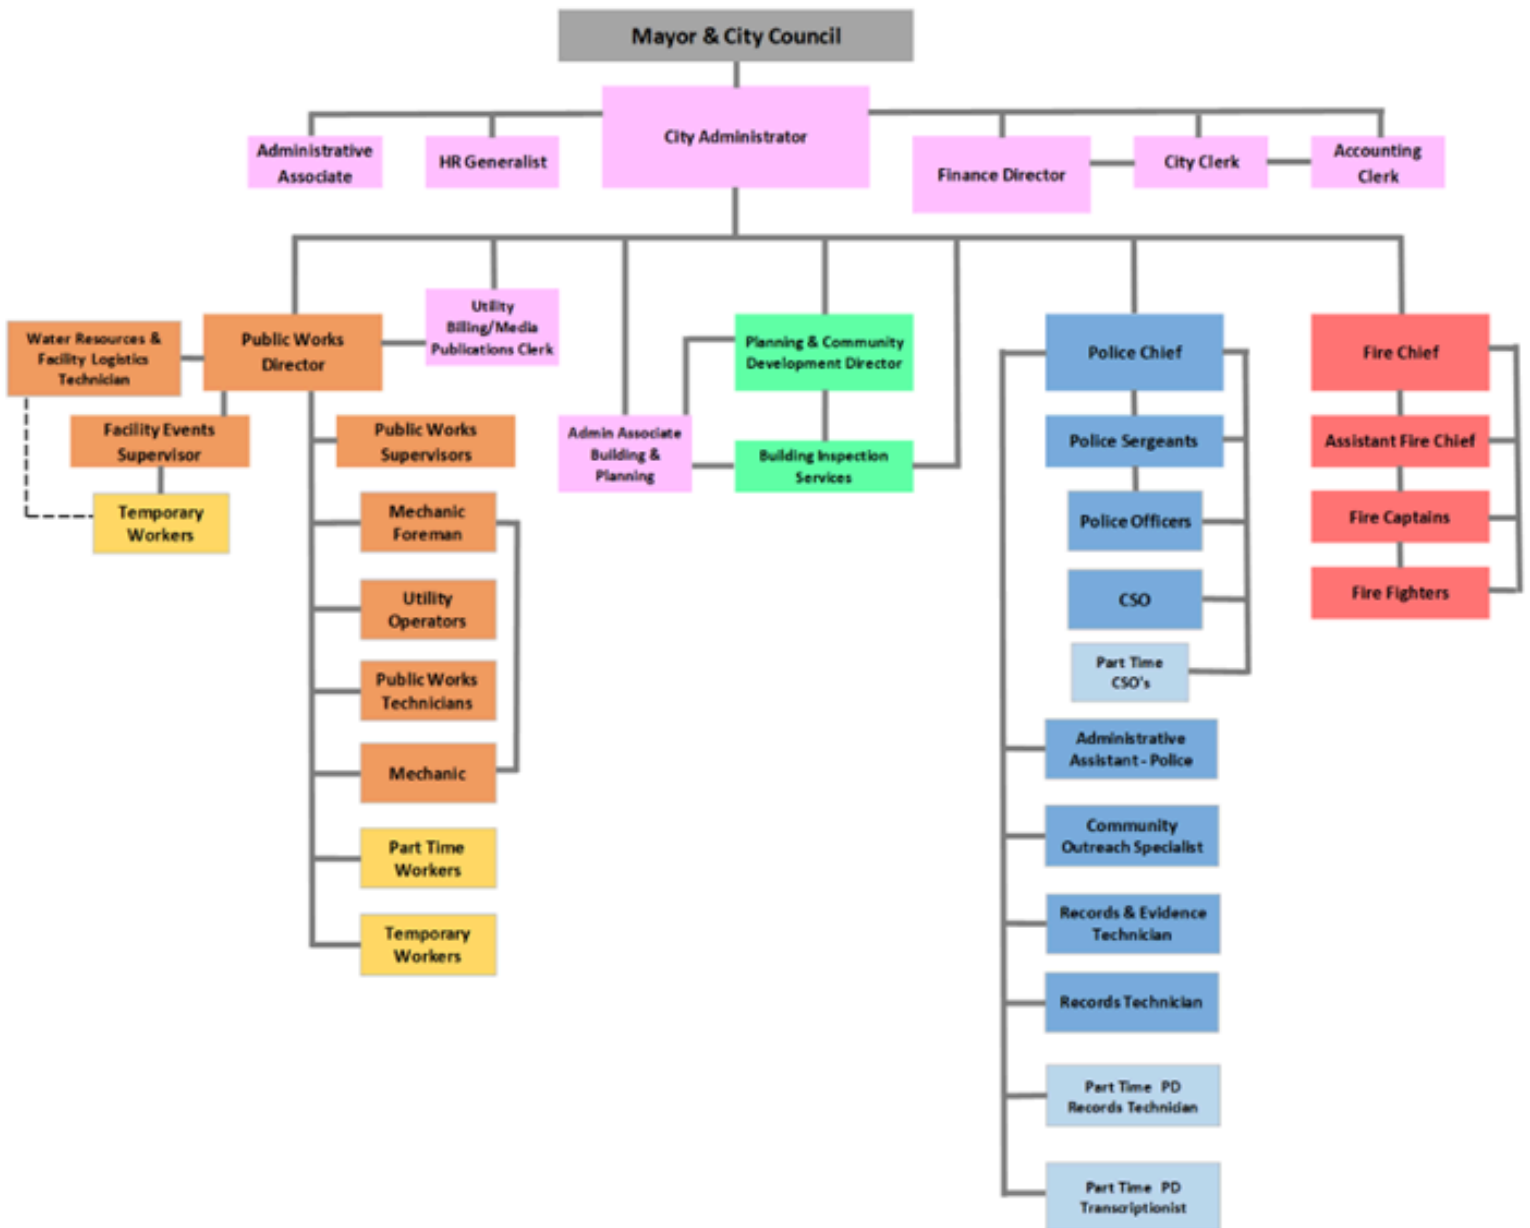 Mayor & City Council
City Administrator
Administrative
Associate
HR Generalist
Finance Director
City Clerk
Accounting
Clerk
Water Resources &
Facility Logistics
Technician
Public Works
Director
Utility
Billing/Media
Publications Clerk
Facility Events
Supervisor
Temporary
Workers
Public Works
Supervisors
Mechanic
Foreman
Utility
Operators
Public Works
Technicians
Mechanic
Part Time
Workers
Temporary
Workers
Admin Associate
Building &
Planning
Planning & Community
Development Director
Building Inspection
Services
Police Chief
Police Sergeants
Police Officers
CSO
Part Time
CSO's
Administrative
Assistant - Police
Community
Outreach Specialist
Records & Evidence
Technician
Records Technician
Part Time PD
Records Technician
Part Time PD
Transcriptionist
Fire Chief
Assistant Fire Chief
Fire Captains
Fire Fighters